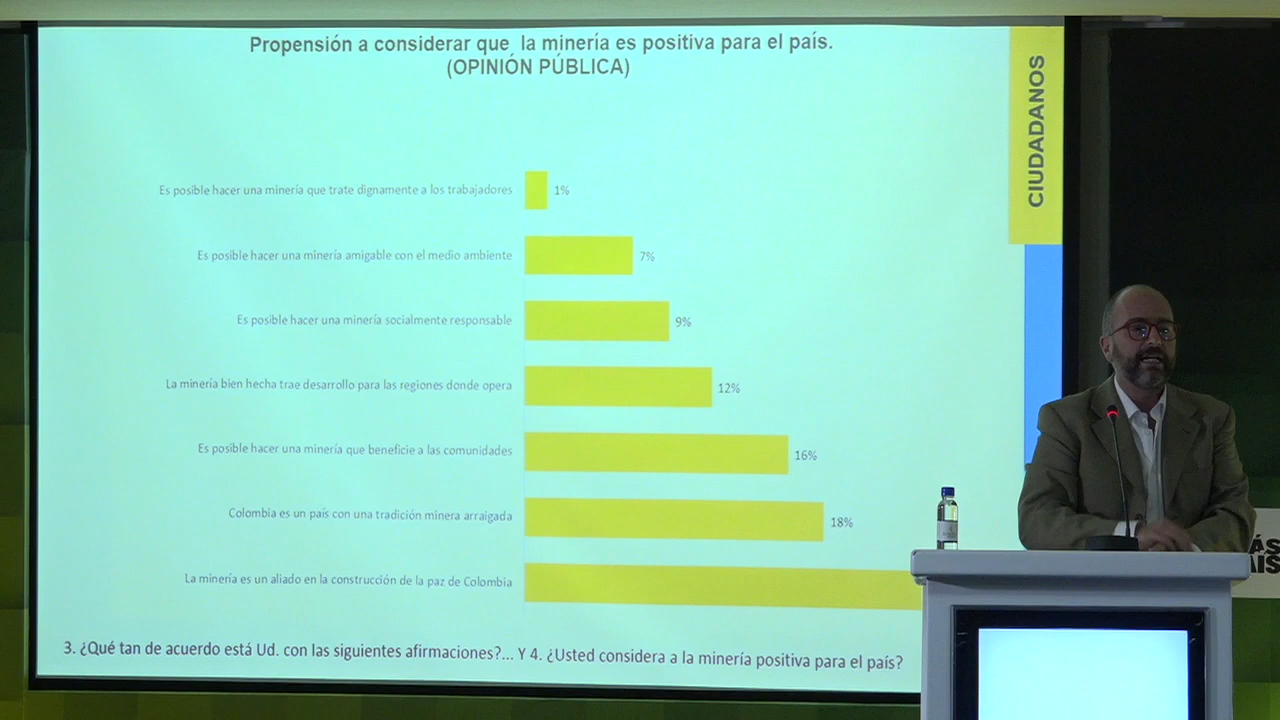 Propensión a considerar que la minería es positiva para el país.
(OPINIÓN PÚBLICA)
CIUDADANOS
Es posible hacer una minería que trate dignamente a los trabajadores 1%
Es posible hacer una minería amigable con el medio ambiente 7%
Es posible hacer una minería socialmente responsable 9%
La minería bien hecha trae desarrollo para las regiones donde opera 12%
Es posible hacer una minería que beneficie a las comunidades 16%
Colombia es un país con una tradición minera arraigada 18%
La minería es un aliado en la construcción de la paz de Colombia
3. ¿Qué tan de acuerdo está Ud. con las siguientes afirmaciones?... Y 4. ¿Usted considera a la minería positiva para el país?